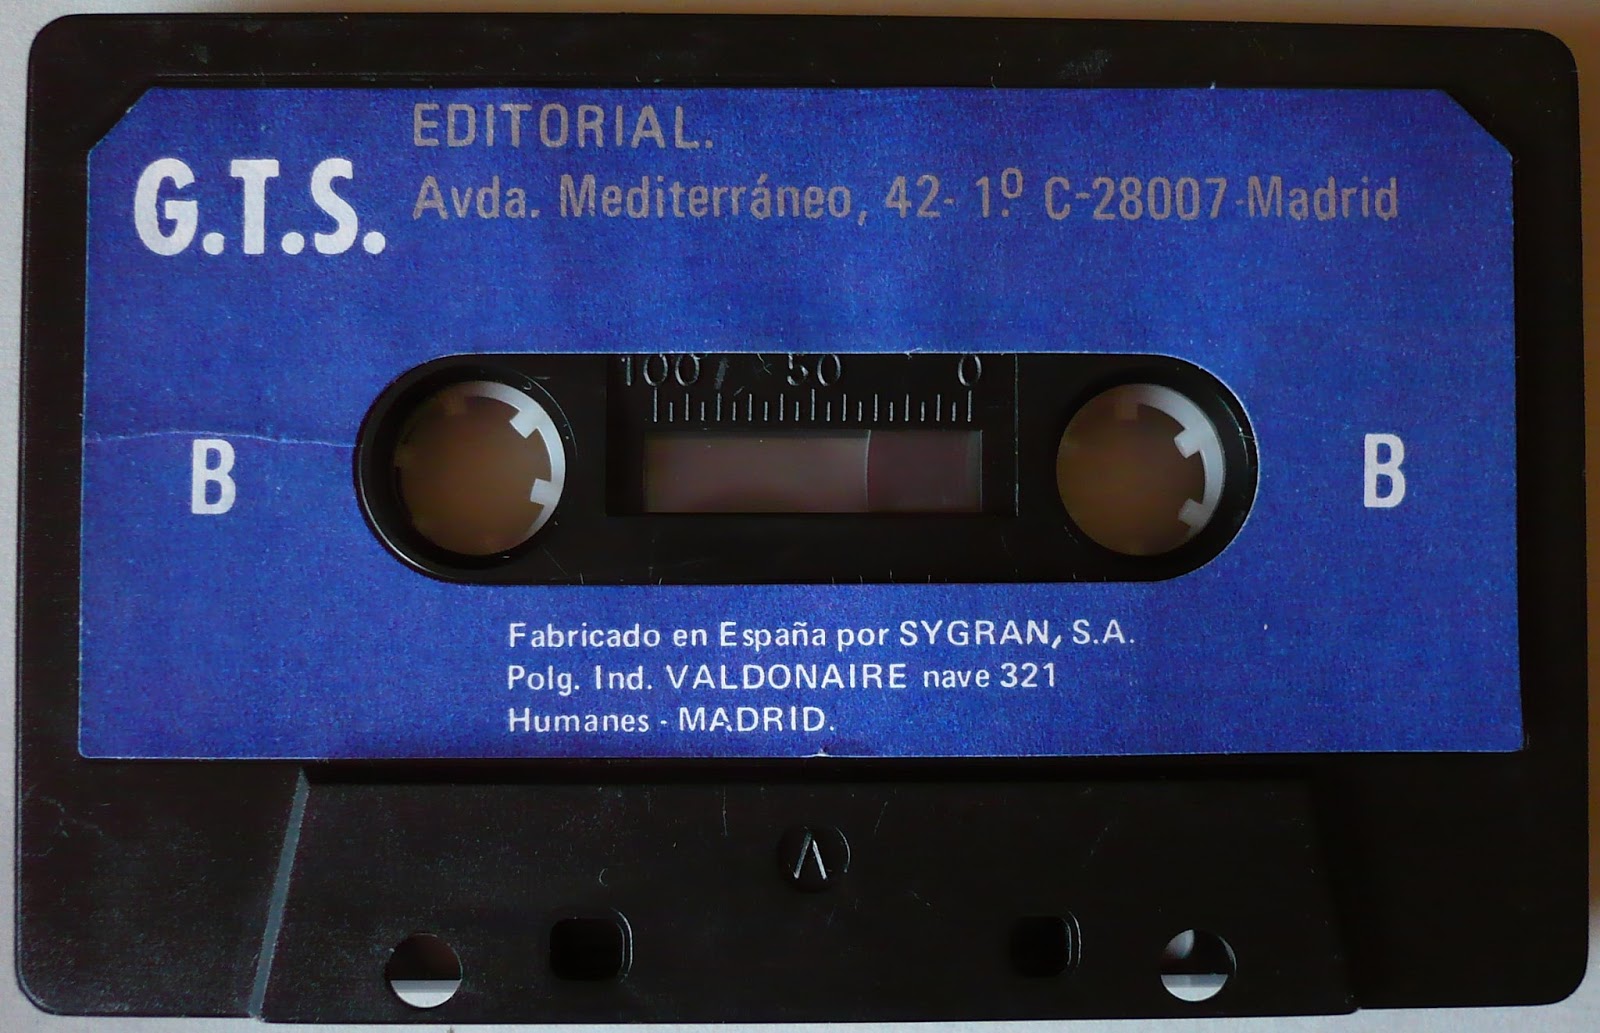 EDITORIAL.
G.T.S.
Avda. Mediterráneo, 42- 1.º C-28007-Madrid
100 50 0
B B
Fabricado en España por SYGRAN, S.A.
Polg. Ind. VALDONAIRE nave 321
Humanes - MADRID.